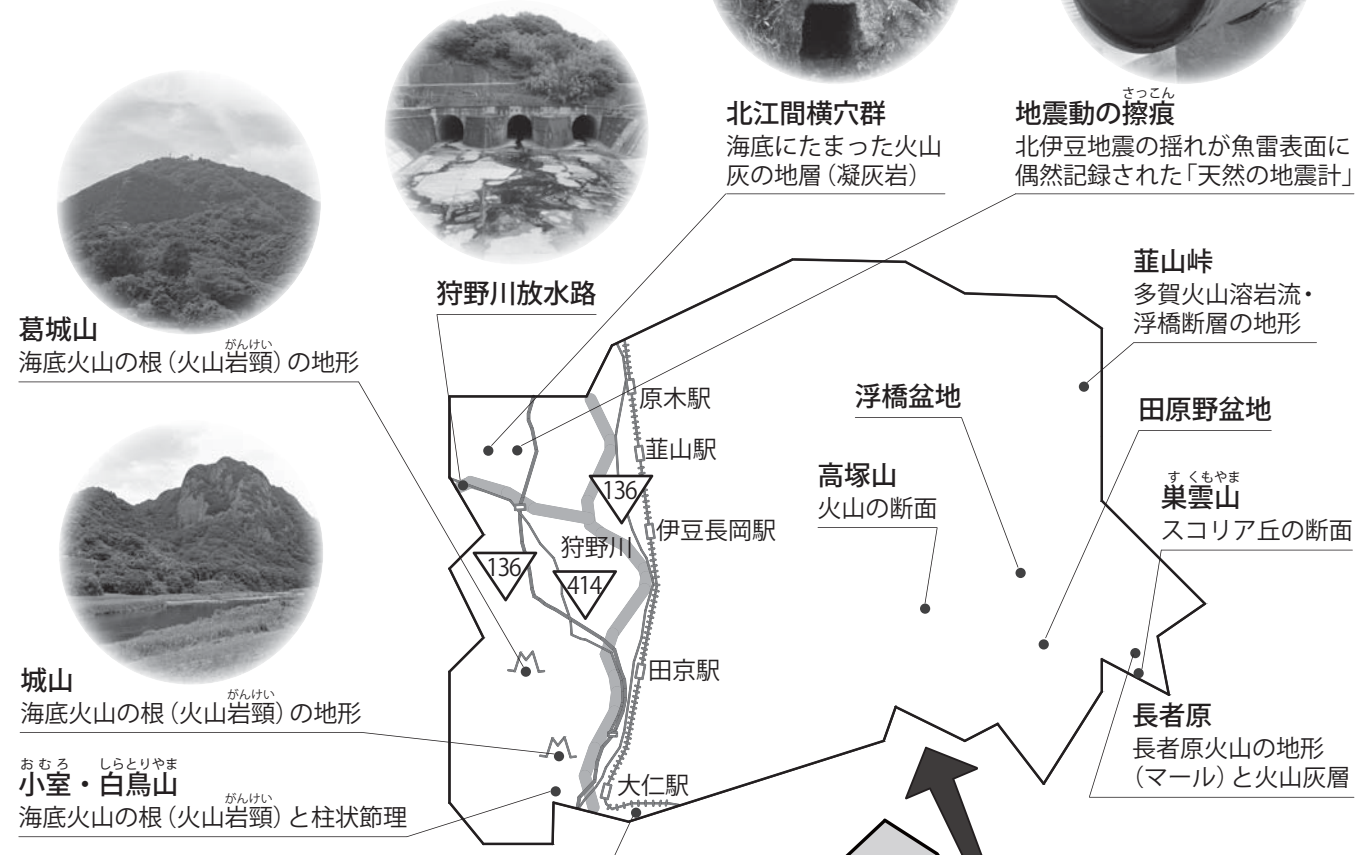 北江間横穴群
海底にたまった火山
灰の地層（凝灰岩）
さっこん
地震動の擦痕
北伊豆地震の揺れが魚雷表面に
偶然記録された「天然の地震計」
韮山峠
多賀火山溶岩流・
浮橋断層の地形
狩野川放水路
葛城山
がんけい
海底火山の根（火山岩頸）の地形
原木駅
韮山駅
136
伊豆長岡駅
狩野川
136
414
浮橋盆地
田原野盆地
高塚山
火山の断面
すくもやま
巣雲山
スコリア丘の断面
城山
がんけい
海底火山の根（火山岩頸）の地形
田京駅
長者原
長者原火山の地形
（マール）と火山灰層
おむろ しらとりやま
小室・白鳥山
がんけい
海底火山の根（火山岩頸）と柱状節理
大仁駅